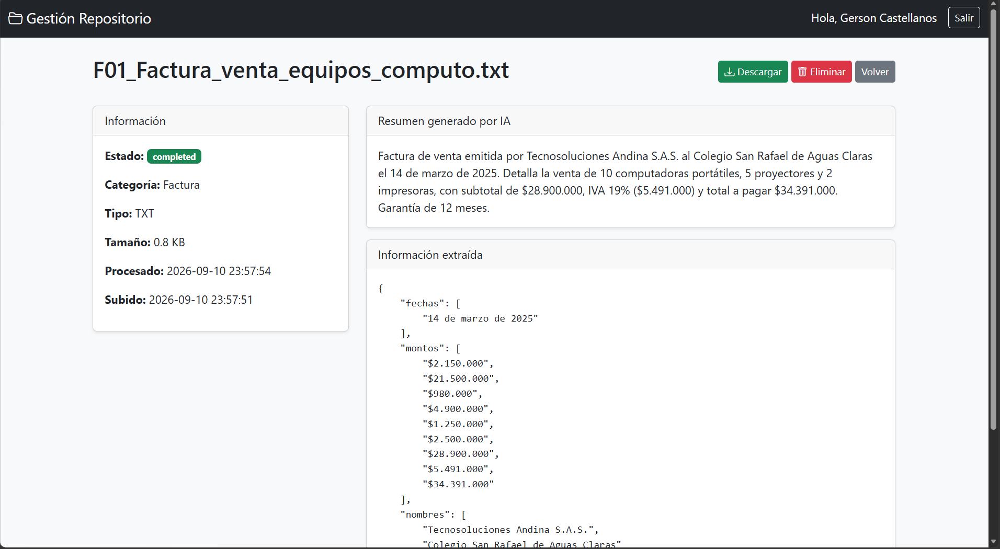 Gestión Repositorio
Hola, Gerson Castellanos
Salir
F01_Factura_venta_equipos_computo.txt
Descargar
Eliminar
Volver
Información
Estado: completed
Categoría: Factura
Tipo: TXT
Tamaño: 0.8 KB
Procesado: 2026-09-10 23:57:54
Subido: 2026-09-10 23:57:51
Resumen generado por IA
Factura de venta emitida por Tecnosoluciones Andina S.A.S. al Colegio San Rafael de Aguas Claras
el 14 de marzo de 2025. Detalla la venta de 10 computadoras portátiles, 5 proyectores y 2
impresoras, con subtotal de $28.900.000, IVA 19% ($5.491.000) y total a pagar $34.391.000.
Garantía de 12 meses.
Información extraída
{
    "fechas": [
        "14 de marzo de 2025"
    ],
    "montos": [
        "$2.150.000",
        "$21.500.000",
        "$980.000",
        "$4.900.000",
        "$1.250.000",
        "$2.500.000",
        "$28.900.000",
        "$5.491.000",
        "$34.391.000"
    ],
    "nombres": [
        "Tecnosoluciones Andina S.A.S.",
        "Colegio San Rafael de Aguas Claras"